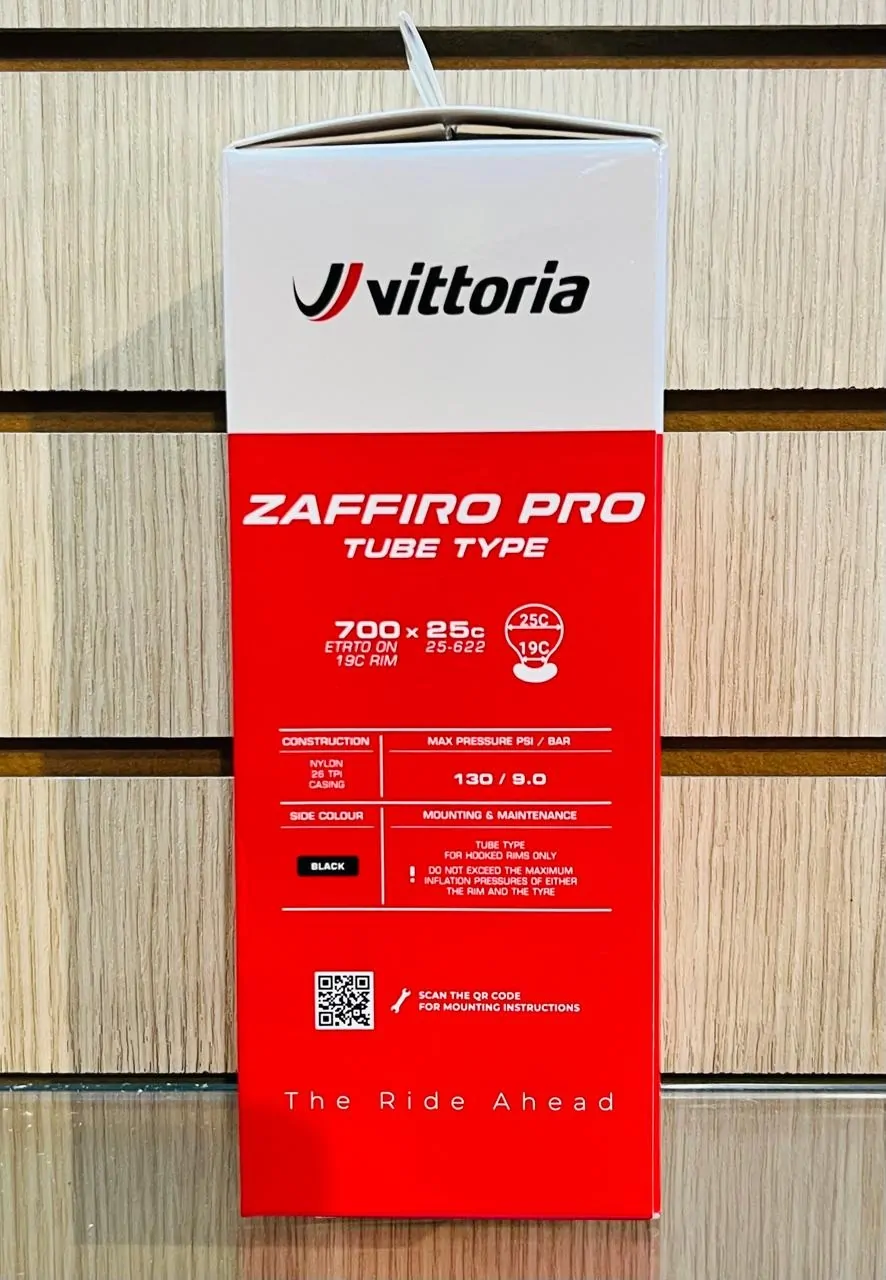 vittoria
ZAFFIRO PRO
TUBE TYPE
700 x 25c
ETRTO ON 25-622
19C RIM
25C
19C
CONSTRUCTION
MAX PRESSURE PSI / BAR
NYLON
26 TPI
CASING
130 / 9.0
SIDE COLOUR
MOUNTING & MAINTENANCE
BLACK
TUBE TYPE
FOR HOOKED RIMS ONLY
! DO NOT EXCEED THE MAXIMUM
INFLATION PRESSURES OF EITHER
THE RIM AND THE TYRE
SCAN THE QR CODE
FOR MOUNTING INSTRUCTIONS
The Ride Ahead